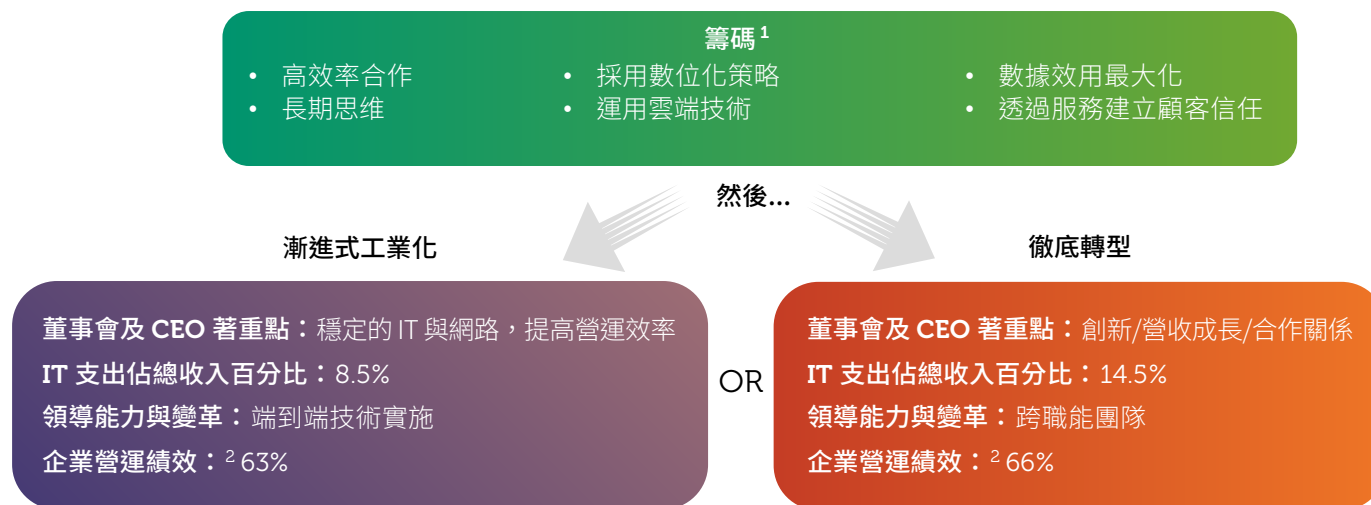 籌碼 1
• 高效率合作
• 長期思维
• 採用數位化策略
• 運用雲端技術
• 數據效用最大化
• 透過服務建立顧客信任
然後...
漸進式工業化
董事會及 CEO 著重點：穩定的 IT 與網路，提高營運效率
IT 支出佔總收入百分比：8.5%
領導能力與變革：端到端技術實施
企業營運績效：2 63%
OR
徹底轉型
董事會及 CEO 著重點：創新/營收成長/合作關係
IT 支出佔總收入百分比：14.5%
領導能力與變革：跨職能團隊
企業營運績效：2 66%